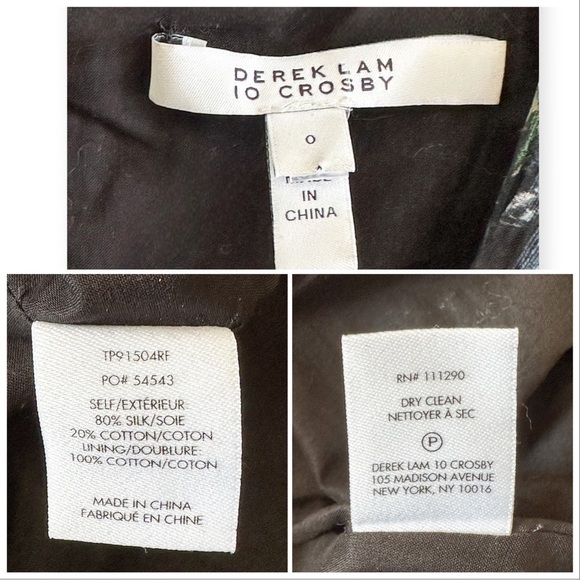 DEREK LAM
10 CROSBY
0
MADE
IN
CHINA
TP91504RF
PO# 54543
SELF/EXTÉRIEUR
80% SILK/SOIE
20% COTTON/COTON
LINING/DOUBLURE:
100% COTTON/COTON
MADE IN CHINA
FABRIQUÉ EN CHINE
RN# 111290
DRY CLEAN
NETTOYER À SEC
P
DEREK LAM 10 CROSBY
105 MADISON AVENUE
NEW YORK, NY 10016